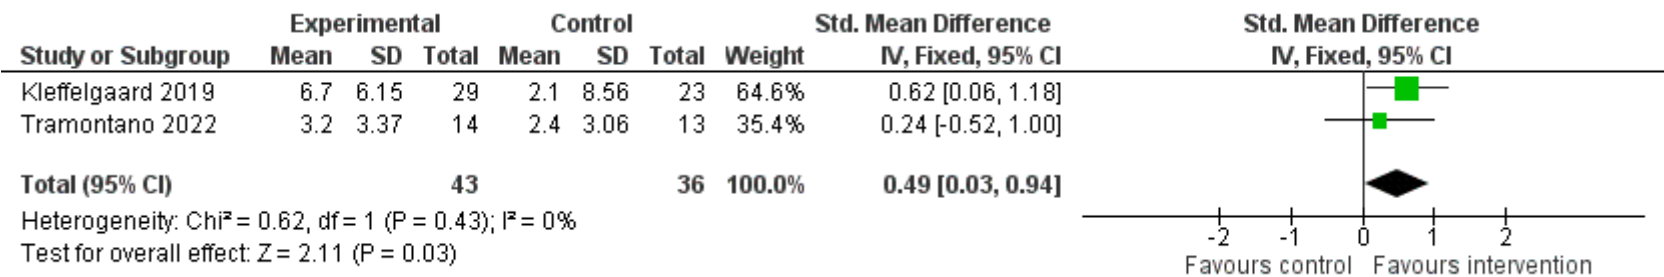 Experimental Control Std. Mean Difference Std. Mean Difference
Study or Subgroup Mean SD Total Mean SD Total Weight IV, Fixed, 95% CI IV, Fixed, 95% CI
Kleffelgaard 2019 6.7 6.15 29 2.1 8.56 23 64.6% 0.62 [0.06, 1.18]
Tramontano 2022 3.2 3.37 14 2.4 3.06 13 35.4% 0.24 [-0.52, 1.00]
Total (95% CI) 43 36 100.0% 0.49 [0.03, 0.94]
Heterogeneity: Chi² = 0.62, df = 1 (P = 0.43); I² = 0%
Test for overall effect: Z = 2.11 (P = 0.03)
-2 -1 0 1 2
Favours control Favours intervention